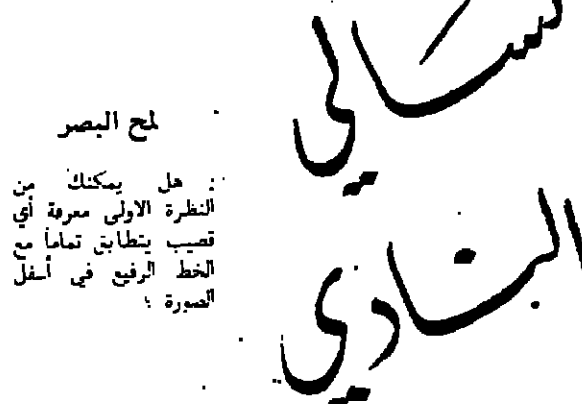 لمح البصر
: هل يمكنك من
النظرة الاولى معرفة أي
قصيب يتطابق تماما مع
الخط الرفيع في أسفل
الصورة ؟
النادي